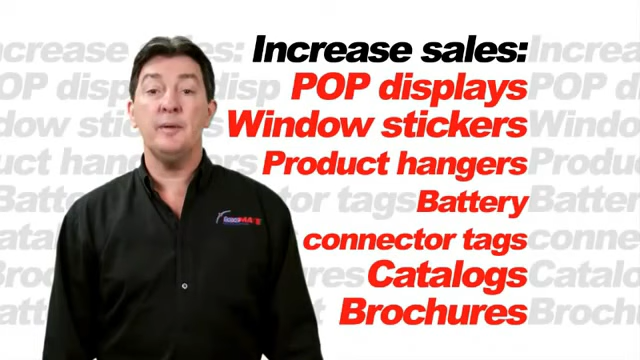 Increase sales:
POP displays
Window stickers
Product hangers
Battery
connector tags
Catalogs
Brochures